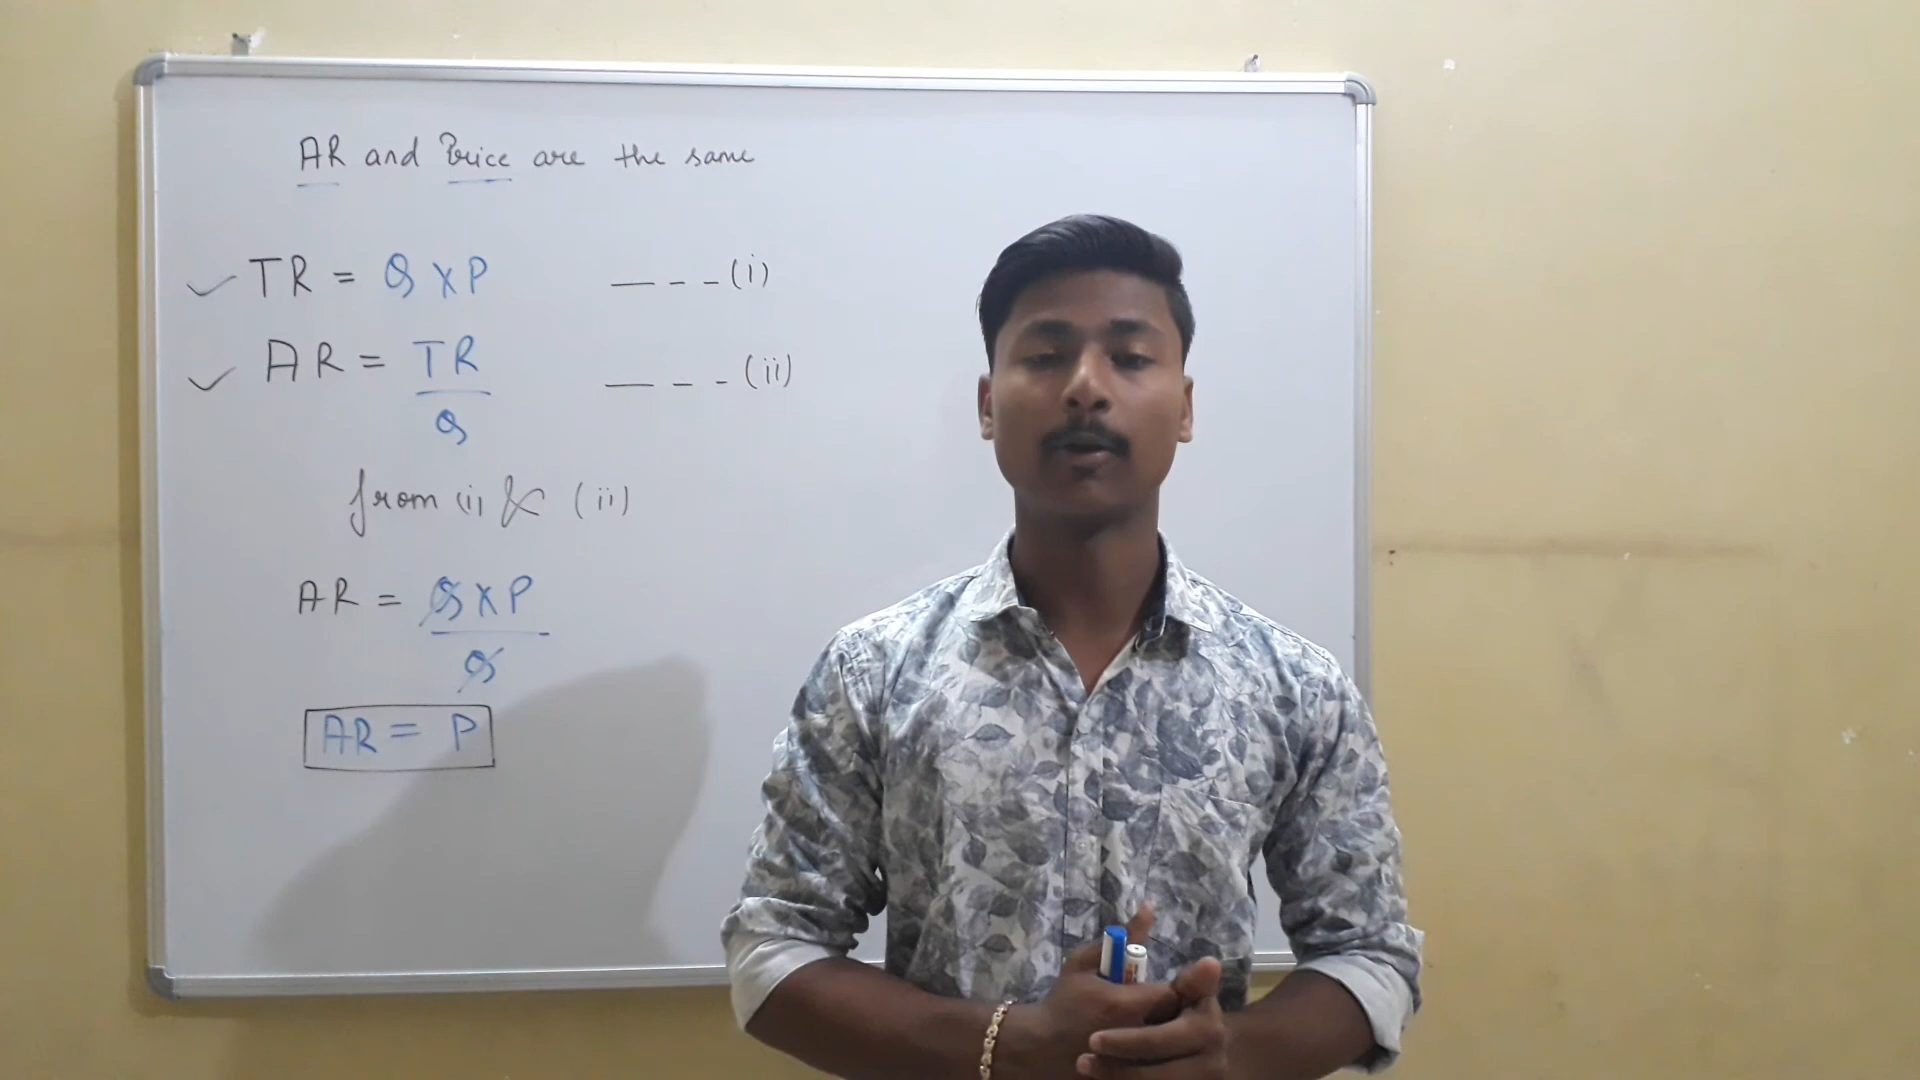 AR and Price are the same
TR = Q X P - - - (i)
AR = TR / Q - - - (ii)
from (i) & (ii)
AR = Q X P / Q
AR = P